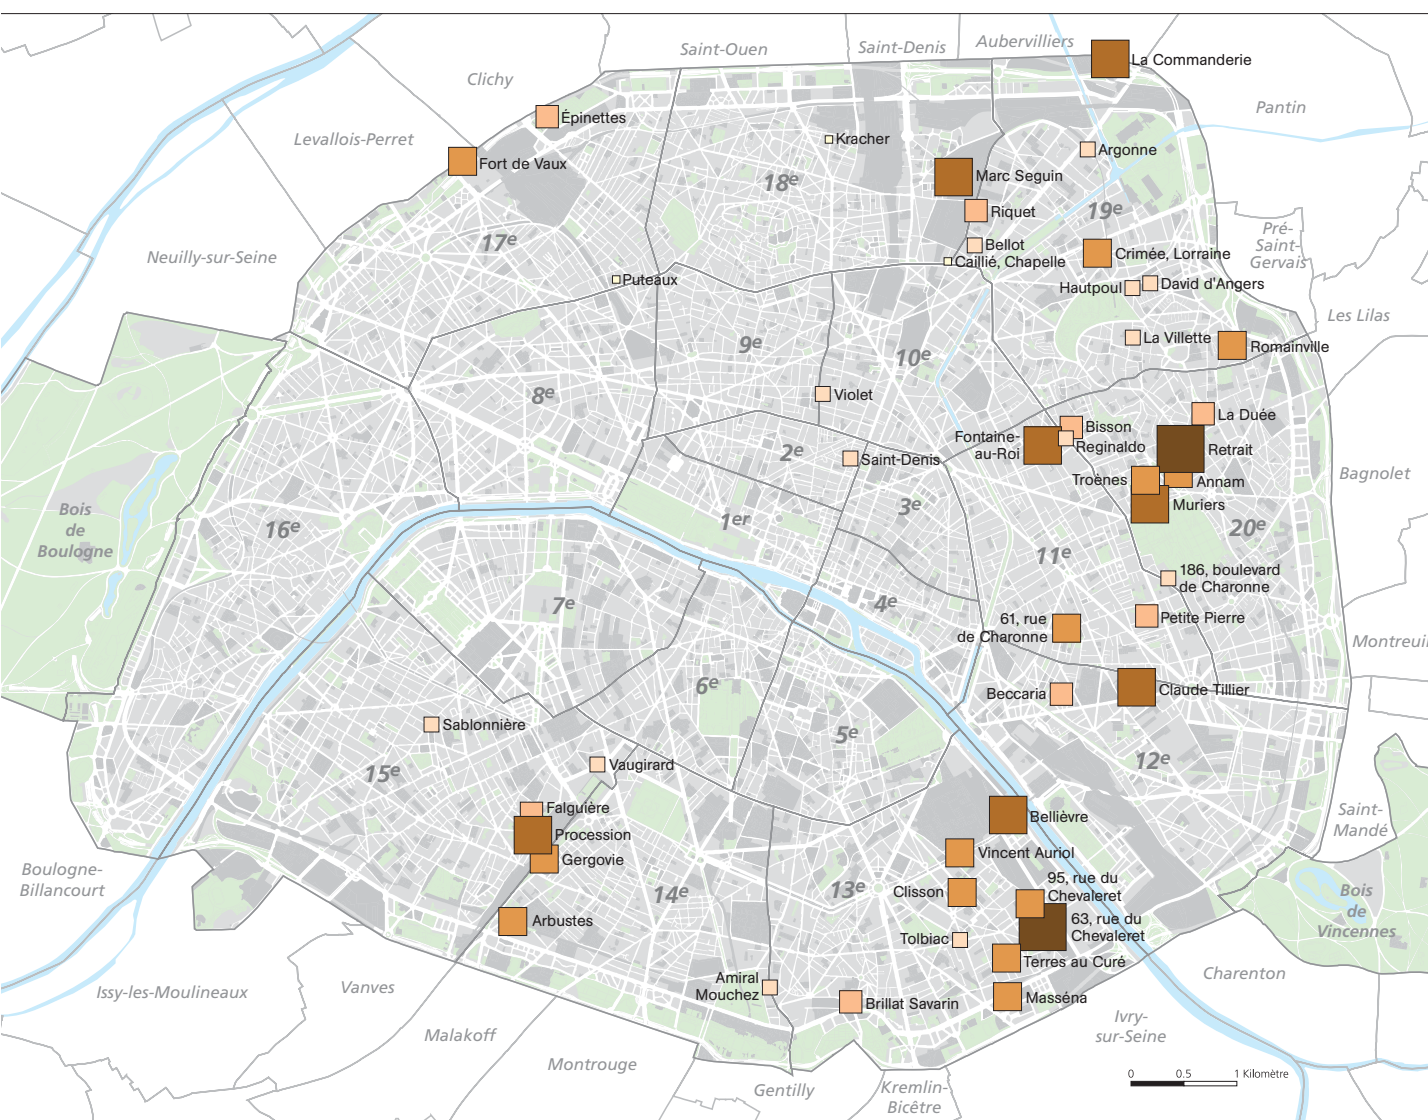 Saint-Ouen
Saint-Denis
Aubervilliers
La Commanderie
Clichy
Pantin
Épinettes
Levallois-Perret
Kracher
Argonne
Fort de Vaux
Marc Seguin
18e
Riquet
19e
17e
Pré-
Saint-
Gervais
Bellot
Neuilly-sur-Seine
Caillié, Chapelle
Crimée, Lorraine
Puteaux
Hautpoul
David d'Angers
Les Lilas
La Villette
Romainville
9e
10e
8e
Violet
La Duée
Bisson
Fontaine-
au-Roi
Reginaldo
Retrait
2e
Saint-Denis
Bagnolet
Troènes
Annam
Muriers
Bois
de
Boulogne
16e
1er
3e
20e
11e
186, boulevard
de Charonne
7e
4e
61, rue
de Charonne
Petite Pierre
Montreuil
6e
Beccaria
Claude Tillier
Sablonnière
5e
15e
Vaugirard
12e
Falguière
Procession
Gergovie
Bellièvre
Saint-
Mandé
Vincent Auriol
Boulogne-
Billancourt
14e
13e
Clisson
95, rue du
Chevaleret
Bois
de
Vincennes
Arbustes
63, rue du
Chevaleret
Tolbiac
Terres au Curé
Charenton
Issy-les-Moulineaux
Vanves
Amiral
Mouchez
Brillat Savarin
Masséna
Malakoff
Ivry-
sur-Seine
Montrouge
Gentilly
Kremlin-
Bicêtre
0 0.5 1 Kilomètre